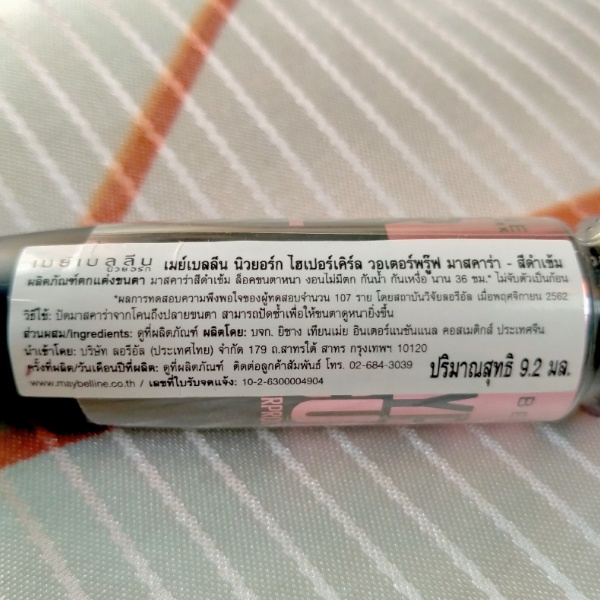 เมย์เบลลีน
นิวยอร์ก
เมย์เบลลีน นิวยอร์ก ไฮเปอร์เคิร์ล วอเตอร์พรู๊ฟ มาสคาร่า - สีดำเข้ม
ผลิตภัณฑ์ตกแต่งขนตา มาสคาร่าสีดำเข้ม ล็อคขนตาหนา งอนไม่มีตก กันน้ำ กันเหงื่อ นาน 36 ชม.* ไม่จับตัวเป็นก้อน
*ผลการทดสอบความพึงพอใจของผู้ทดสอบจำนวน 107 ราย โดยสถาบันวิจัยลอรีอัล เมื่อพฤศจิกายน 2562
วิธีใช้: ปัดมาสคาร่าจากโคนถึงปลายขนตา สามารถปัดซ้ำเพื่อให้ขนตาดูหนายิ่งขึ้น
ส่วนผสม/Ingredients: ดูที่ผลิตภัณฑ์ ผลิตโดย: บจก. ยิชาง เทียนเม่ย อินเตอร์แนชันแนล คอสเมติกส์ ประเทศจีน
นำเข้าโดย: บริษัท ลอรีอัล (ประเทศไทย) จำกัด 179 ถ.สาทรใต้ สาทร กรุงเทพฯ 10120
ครั้งที่ผลิต/วันเดือนปีที่ผลิต: ดูที่ผลิตภัณฑ์ ติดต่อลูกค้าสัมพันธ์ โทร. 02-684-3039
www.maybelline.co.th / เลขที่ใบรับจดแจ้ง: 10-2-6300004904
ปริมาณสุทธิ 9.2 มล.